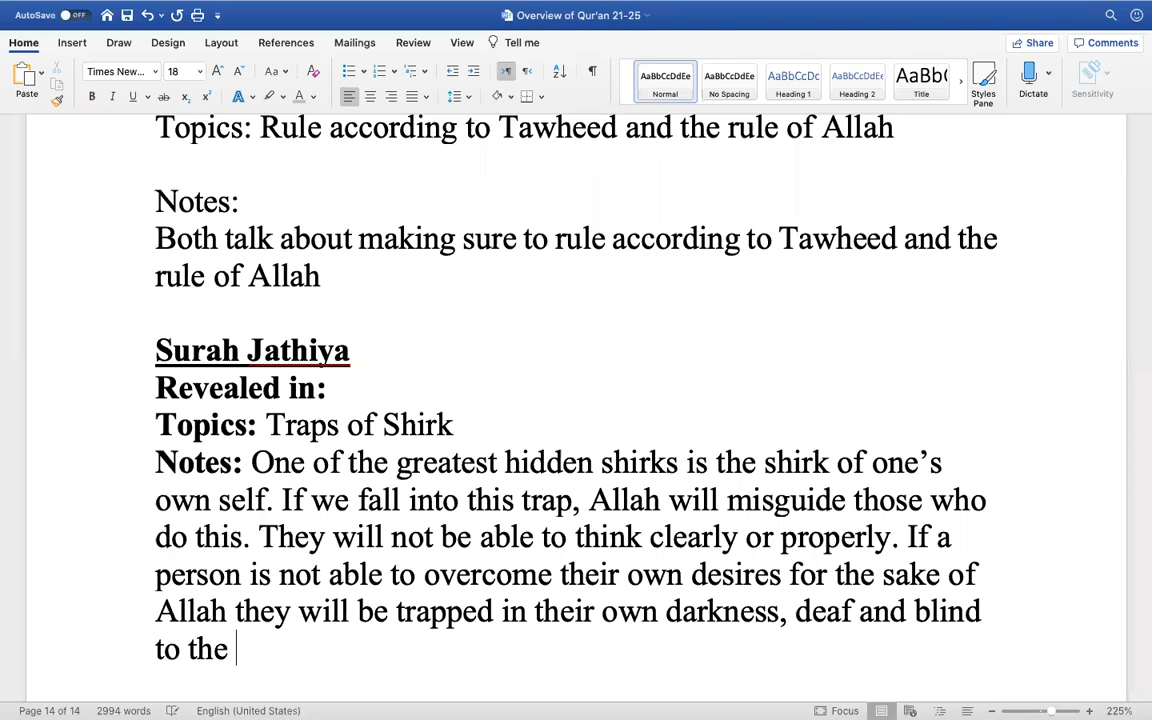 AutoSave OFF Overview of Qur'an 21-25
Home Insert Draw Design Layout References Mailings Review View Tell me Share Comments
Paste Times New... 18 Aa AaBbCcDdEe Normal AaBbCcDdEe No Spacing AaBbCcDc Heading 1 AaBbCcDdEe Heading 2 AaBb( Title Styles Pane Dictate Sensitivity
B I U ab x₂ x² A A
Topics: Rule according to Tawheed and the rule of Allah
Notes:
Both talk about making sure to rule according to Tawheed and the
rule of Allah
Surah Jathiya
Revealed in:
Topics: Traps of Shirk
Notes: One of the greatest hidden shirks is the shirk of one’s
own self. If we fall into this trap, Allah will misguide those who
do this. They will not be able to think clearly or properly. If a
person is not able to overcome their own desires for the sake of
Allah they will be trapped in their own darkness, deaf and blind
to the
Page 14 of 14 2994 words English (United States) Focus 225%